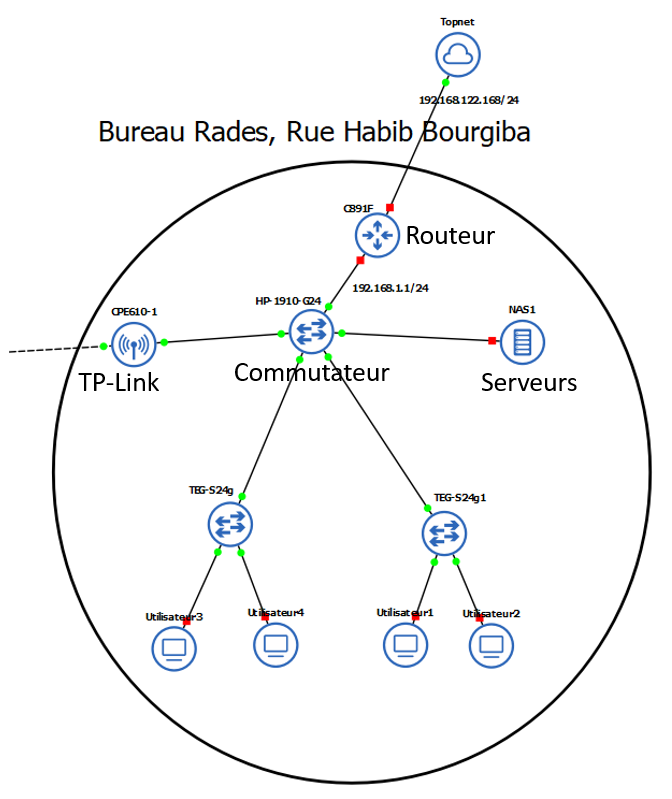 Topnet
192.168.122.168/24
Bureau Rades, Rue Habib Bourgiba
C891F
Routeur
192.168.1.1/24
HP-1910-G24
CPE610-1
NAS1
TP-Link
Commutateur
Serveurs
TEG-S24g
TEG-S24g1
Utilisateur3
Utilisateur4
Utilisateur1
Utilisateur2